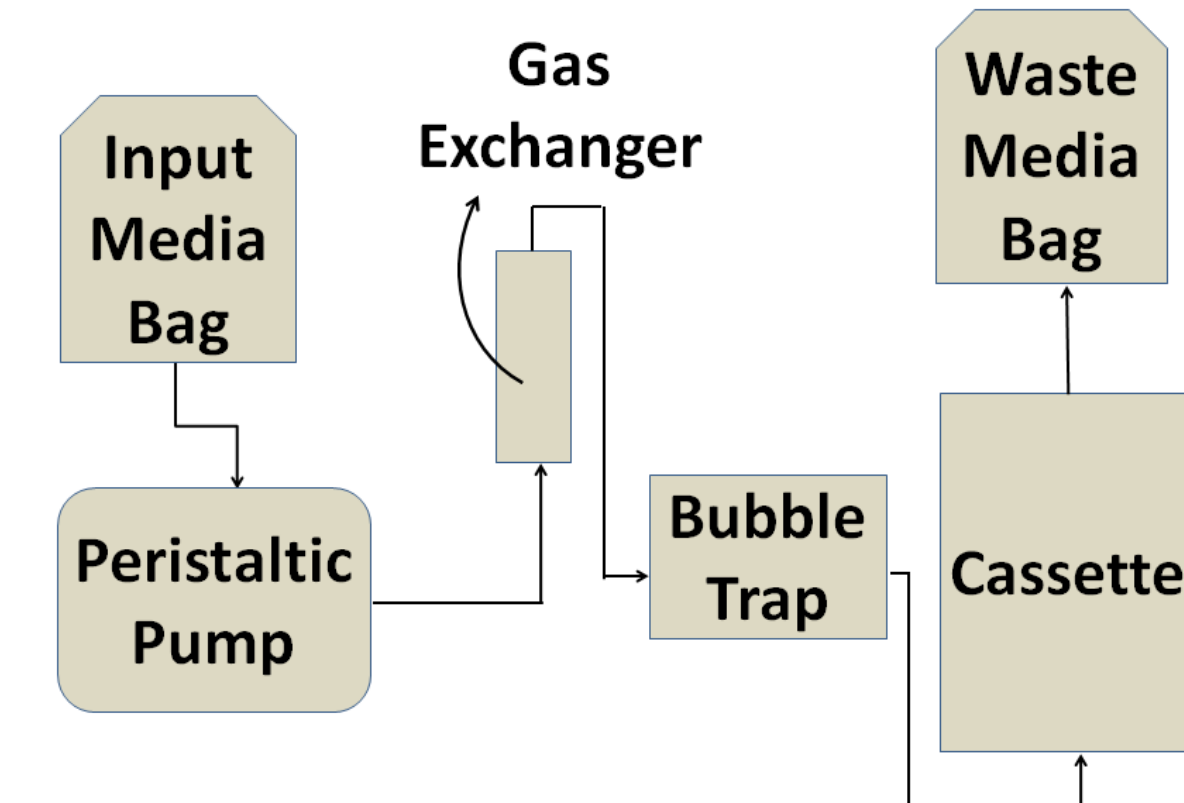 Input
Media
Bag
Gas
Exchanger
Waste
Media
Bag
Peristaltic
Pump
Bubble
Trap
Cassette